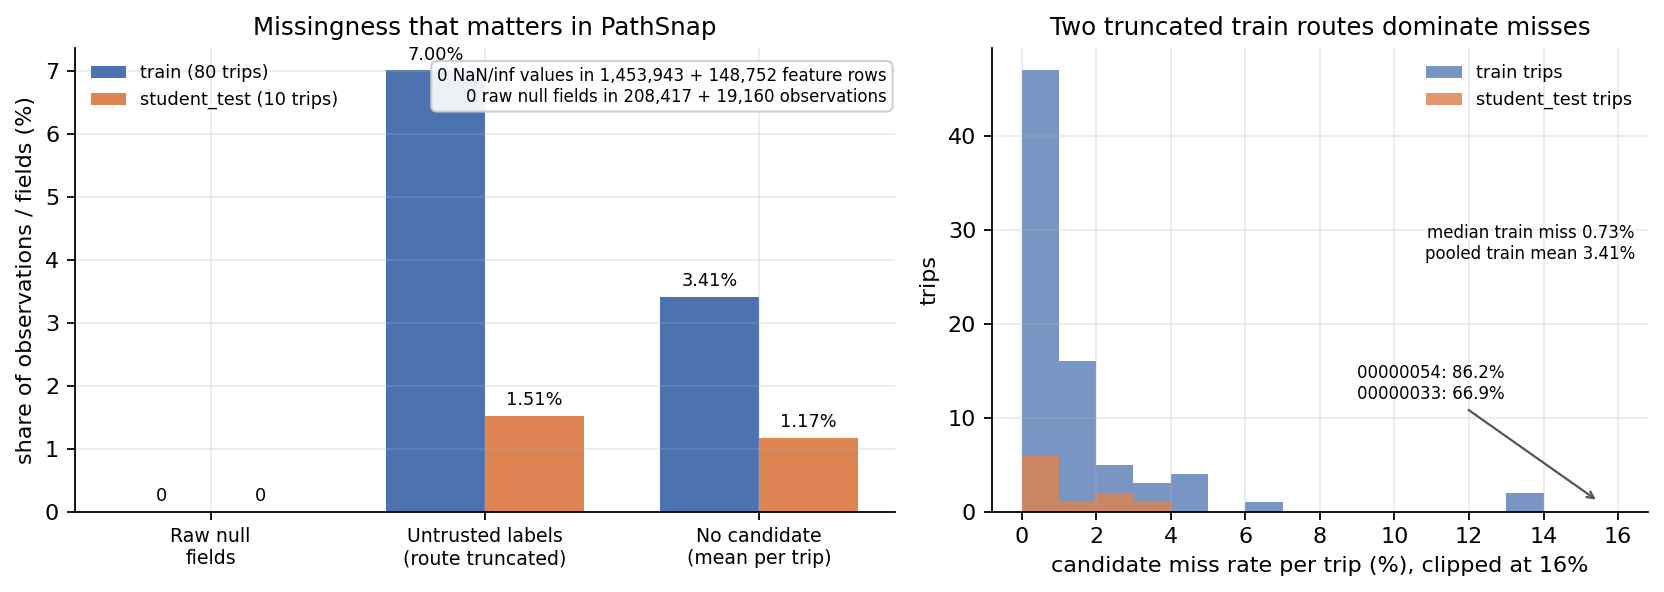 Missingness that matters in PathSnap
share of observations / fields (%)
7
6
5
4
3
2
1
0
train (80 trips)
student_test (10 trips)
7.00%
0 NaN/inf values in 1,453,943 + 148,752 feature rows
0 raw null fields in 208,417 + 19,160 observations
0
0
1.51%
3.41%
1.17%
Raw null
fields
Untrusted labels
(route truncated)
No candidate
(mean per trip)
Two truncated train routes dominate misses
trips
40
30
20
10
0
train trips
student_test trips
median train miss 0.73%
pooled train mean 3.41%
00000054: 86.2%
00000033: 66.9%
0 2 4 6 8 10 12 14 16
candidate miss rate per trip (%), clipped at 16%